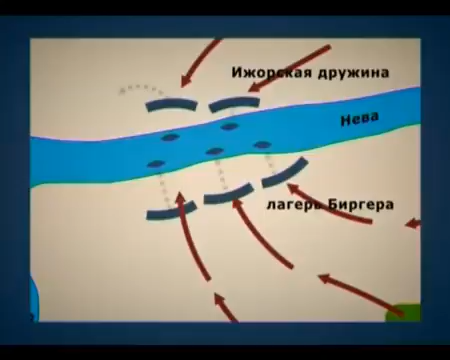 Ижорская дружина
Нева
лагерь Биргера